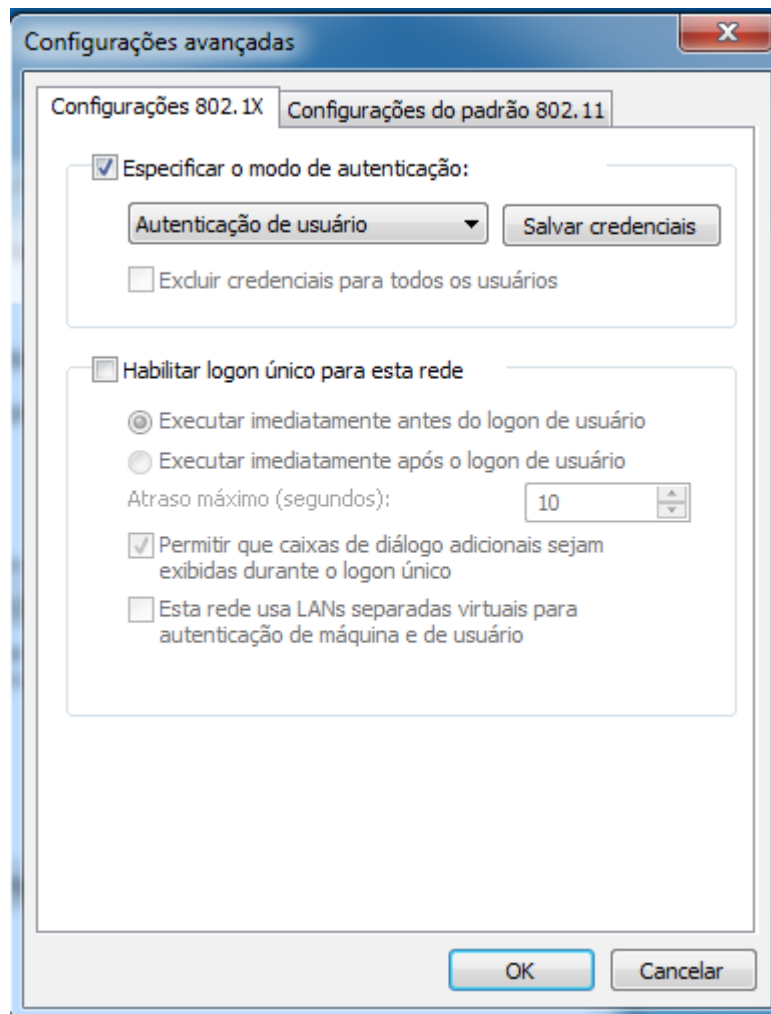 Configurações avançadas
Configurações 802.1X
Configurações do padrão 802.11
Especificar o modo de autenticação:
Autenticação de usuário
Salvar credenciais
Excluir credenciais para todos os usuários
Habilitar logon único para esta rede
Executar imediatamente antes do logon de usuário
Executar imediatamente após o logon de usuário
Atraso máximo (segundos):
10
Permitir que caixas de diálogo adicionais sejam
exibidas durante o logon único
Esta rede usa LANs separadas virtuais para
autenticação de máquina e de usuário
OK
Cancelar